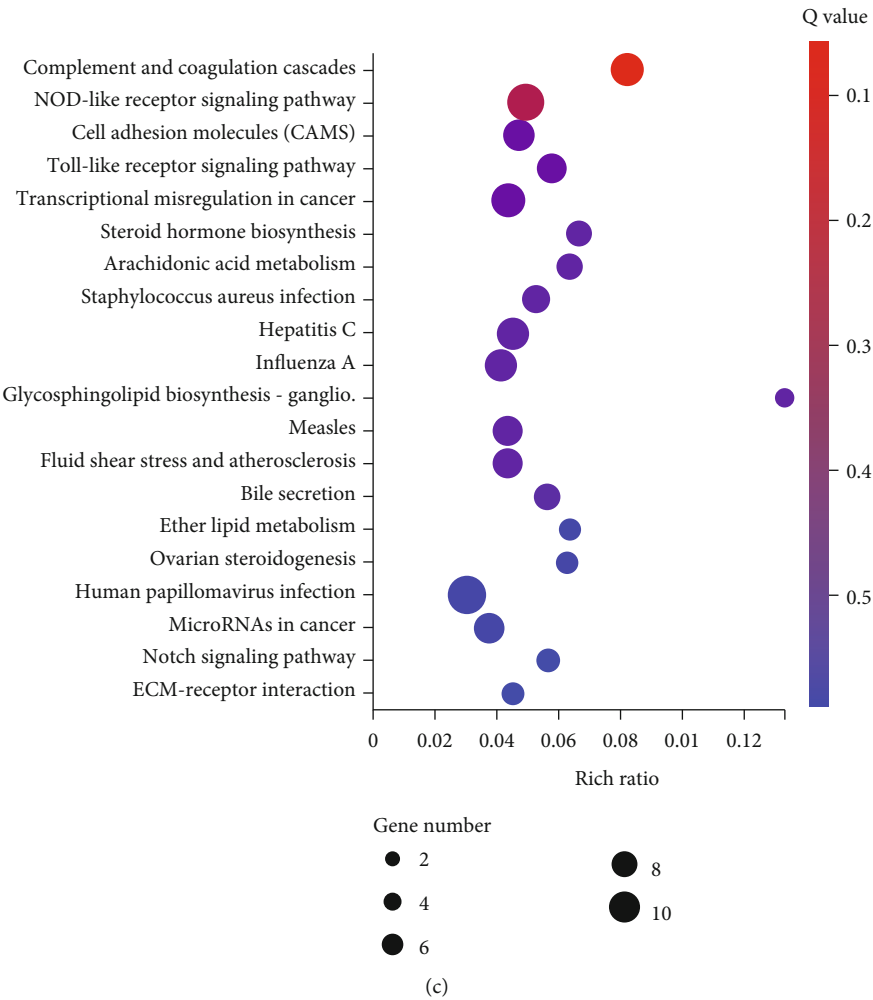 Q value
Complement and coagulation cascades
NOD-like receptor signaling pathway
Cell adhesion molecules (CAMS)
Toll-like receptor signaling pathway
Transcriptional misregulation in cancer
Steroid hormone biosynthesis
Arachidonic acid metabolism
Staphylococcus aureus infection
Hepatitis C
Influenza A
Glycosphingolipid biosynthesis - ganglio.
Measles
Fluid shear stress and atherosclerosis
Bile secretion
Ether lipid metabolism
Ovarian steroidogenesis
Human papillomavirus infection
MicroRNAs in cancer
Notch signaling pathway
ECM-receptor interaction
0.1
0.2
0.3
0.4
0.5
0 0.02 0.04 0.06 0.08 0.01 0.12
Rich ratio
Gene number
2
4
6
8
10
(c)